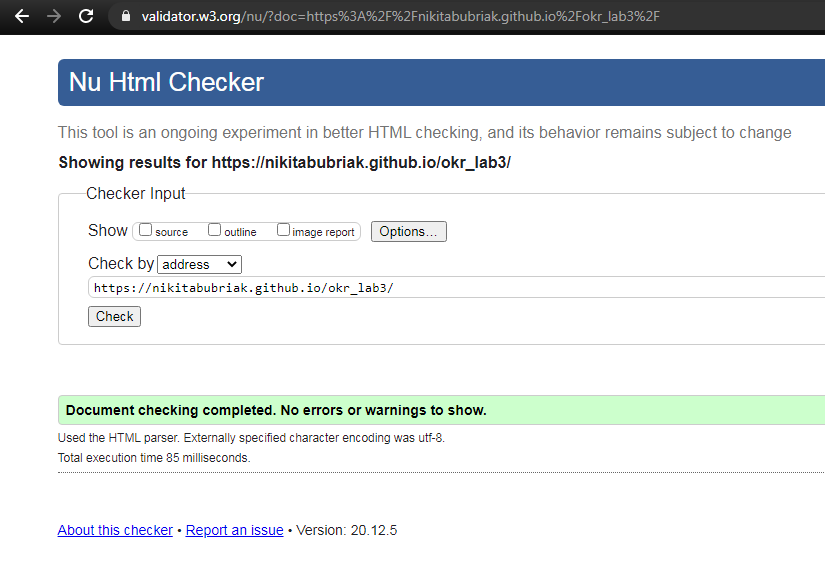 validator.w3.org/nu/?doc=https%3A%2F%2Fnikitabubriak.github.io%2Fokr_lab3%2F
Nu Html Checker
This tool is an ongoing experiment in better HTML checking, and its behavior remains subject to change
Showing results for https://nikitabubriak.github.io/okr_lab3/
Checker Input
Show source outline image report Options...
Check by address
https://nikitabubriak.github.io/okr_lab3/
Check
Document checking completed. No errors or warnings to show.
Used the HTML parser. Externally specified character encoding was utf-8.
Total execution time 85 milliseconds.
About this checker • Report an issue • Version: 20.12.5